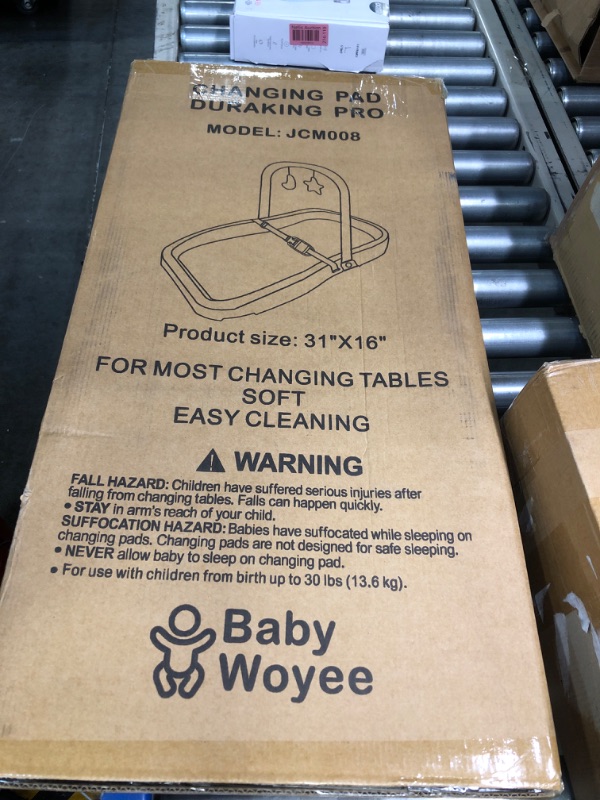 CHANGING PAD
DURAKING PRO
MODEL: JCM008
Product size: 31"X16"
FOR MOST CHANGING TABLES
SOFT
EASY CLEANING
WARNING
FALL HAZARD: Children have suffered serious injuries after
falling from changing tables. Falls can happen quickly.
• STAY in arm's reach of your child.
SUFFOCATION HAZARD: Babies have suffocated while sleeping on
changing pads. Changing pads are not designed for safe sleeping.
• NEVER allow baby to sleep on changing pad.
• For use with children from birth up to 30 lbs (13.6 kg).
Baby
Woyee